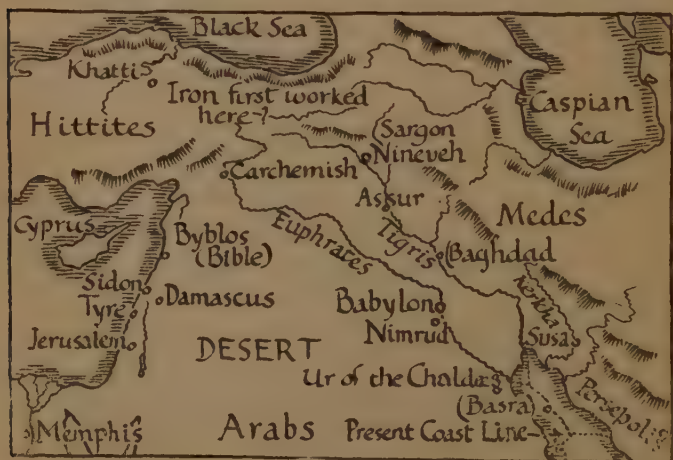 Black Sea
Khatti
Iron first worked
here?
Hittites
Caspian
Sea
Sargon
Nineveh
Carchemish
Assur
Medes
Cyprus
Byblos
(Bible)
Euphrates
Tigris
(Baghdad
Sidon
Damascus
Tyre
Babylon
Nimrud
Kerkha
Susa
Jerusalem
DESERT
Ur of the Chaldees
(Basra)
Persepolis
Memphis
Arabs
Present Coast Line